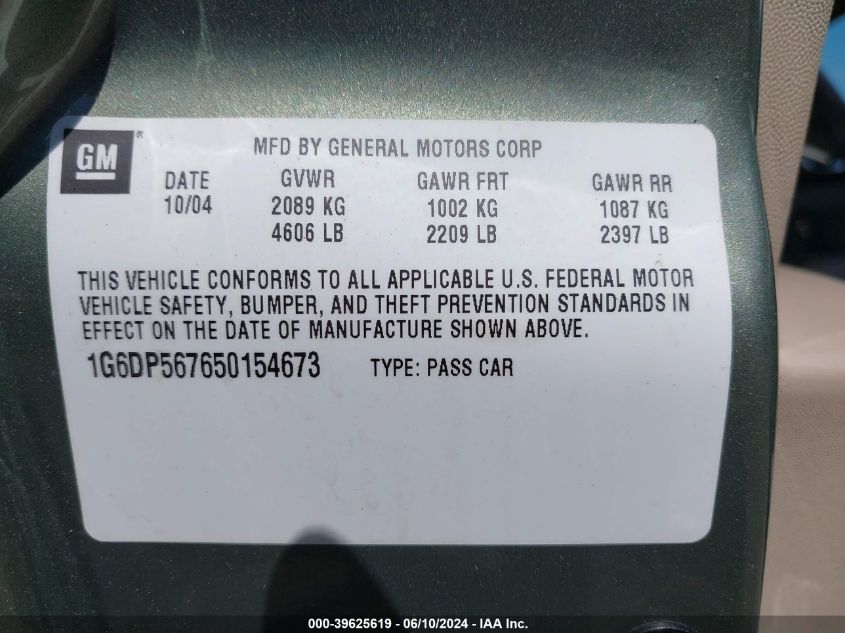 GM ®
MFD BY GENERAL MOTORS CORP
DATE GVWR GAWR FRT GAWR RR
10/04 2089 KG 1002 KG 1087 KG
4606 LB 2209 LB 2397 LB
THIS VEHICLE CONFORMS TO ALL APPLICABLE U.S. FEDERAL MOTOR
VEHICLE SAFETY, BUMPER, AND THEFT PREVENTION STANDARDS IN
EFFECT ON THE DATE OF MANUFACTURE SHOWN ABOVE.
1G6DP567650154673 TYPE: PASS CAR
000-39625619 - 06/10/2024 - IAA Inc.